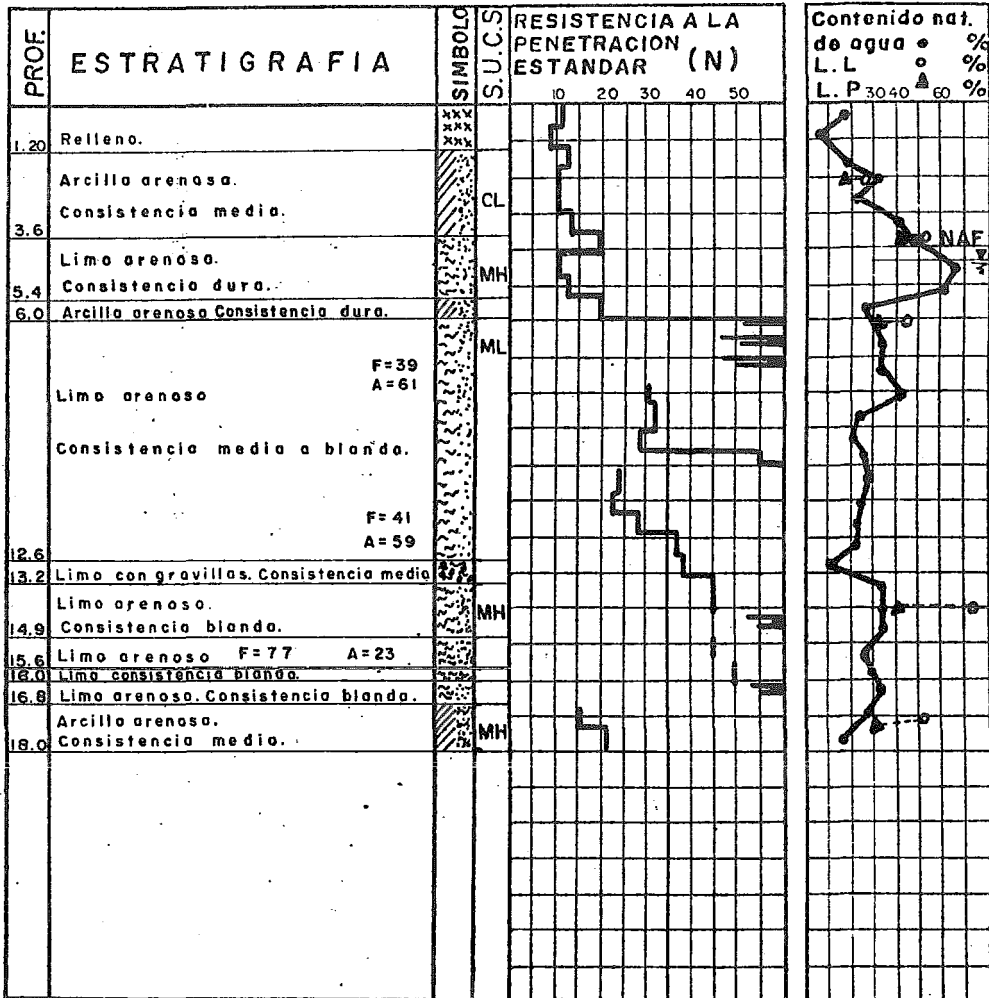 PROF.
ESTRATIGRAFIA
SIMBOLO
S.U.C.S
RESISTENCIA A LA
PENETRACION
ESTANDAR (N)
10 20 30 40 50
Contenido nat.
de agua %
L.L %
L.P %
30 40 60
1.20
Relleno.
Arcilla arenosa.
Consistencia media.
CL
3.6
NAF
Limo arenosa.
Consistencia dura.
MH
5.4
Arcilla arenosa Consistencia dura.
6.0
ML
F=39
A=61
Limo arenoso
Consistencia media a blanda.
F=41
A=59
12.6
Limo con gravillas. Consistencia media
13.2
Limo arenoso.
Consistencia blanda.
MH
14.9
Limo arenoso F=77 A=23
15.6
Limo consistencia blanda.
16.0
Limo arenoso. Consistencia blanda.
16.8
Arcilla arenosa.
Consistencia media.
MH
18.0